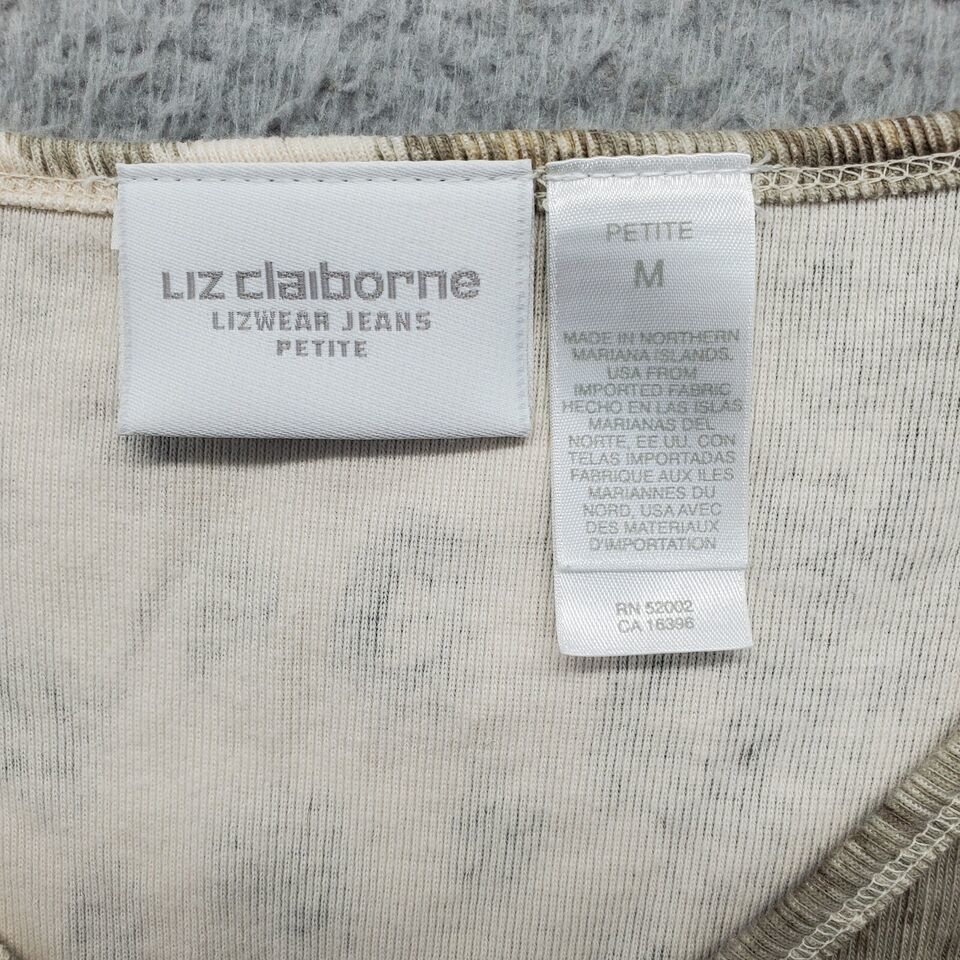 LIZ claiborne
LIZWEAR JEANS
PETITE
PETITE
M
MADE IN NORTHERN
MARIANA ISLANDS,
USA FROM
IMPORTED FABRIC
HECHO EN LAS ISLAS
MARIANAS DEL
NORTE, EE.UU. CON
TELAS IMPORTADAS
FABRIQUE AUX ILES
MARIANNES DU
NORD, USA AVEC
DES MATERIAUX
D'IMPORTATION
RN 52002
CA 16396